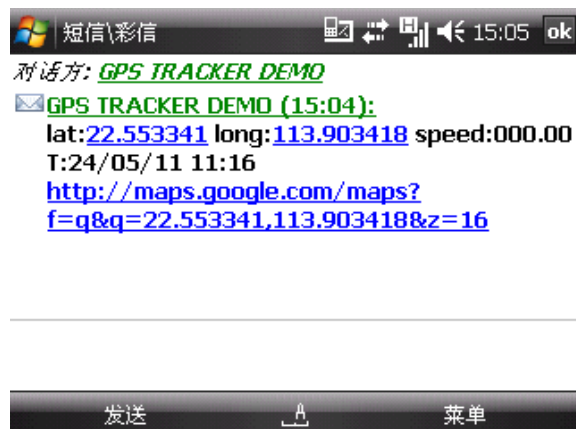 短信\彩信 15:05 ok
对话方: GPS TRACKER DEMO
GPS TRACKER DEMO (15:04):
lat:22.553341 long:113.903418 speed:000.00
T:24/05/11 11:16
http://maps.google.com/maps?
f=q&q=22.553341,113.903418&z=16
发送 菜单